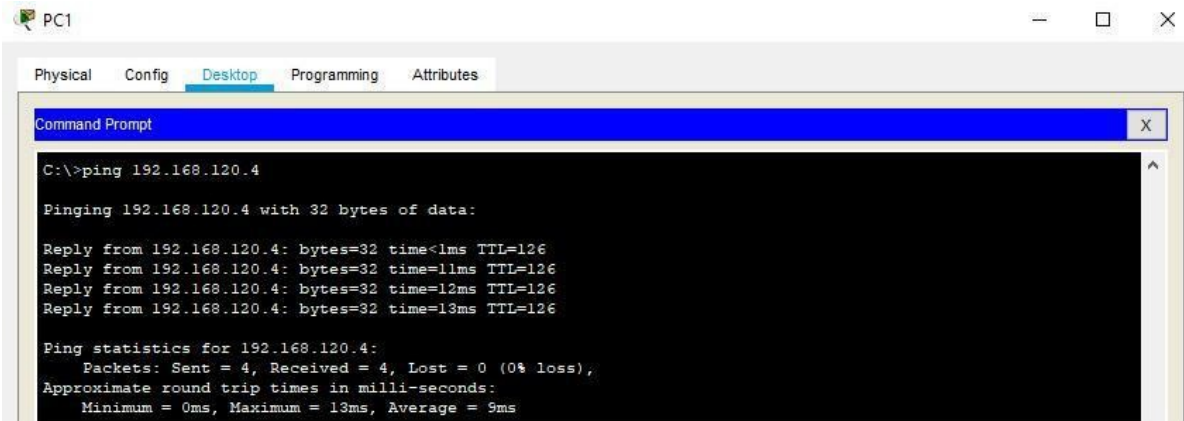 PC1
Physical Config Desktop Programming Attributes
Command Prompt
X
C:\>ping 192.168.120.4
Pinging 192.168.120.4 with 32 bytes of data:
Reply from 192.168.120.4: bytes=32 time<1ms TTL=126
Reply from 192.168.120.4: bytes=32 time=11ms TTL=126
Reply from 192.168.120.4: bytes=32 time=12ms TTL=126
Reply from 192.168.120.4: bytes=32 time=13ms TTL=126
Ping statistics for 192.168.120.4:
Packets: Sent = 4, Received = 4, Lost = 0 (0% loss),
Approximate round trip times in milli-seconds:
Minimum = 0ms, Maximum = 13ms, Average = 9ms